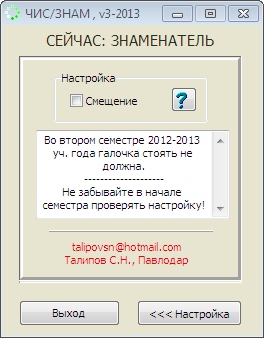 ЧИС/ЗНАМ , v3-2013
СЕЙЧАС: ЗНАМЕНАТЕЛЬ
Настройка
Смещение
?
Во втором семестре 2012-2013
уч. года галочка стоять не
должна.
--------------------
Не забывайте в начале
семестра проверять настройку!
talipovsn@hotmail.com
Талипов С.Н., Павлодар
Выход
<<< Настройка